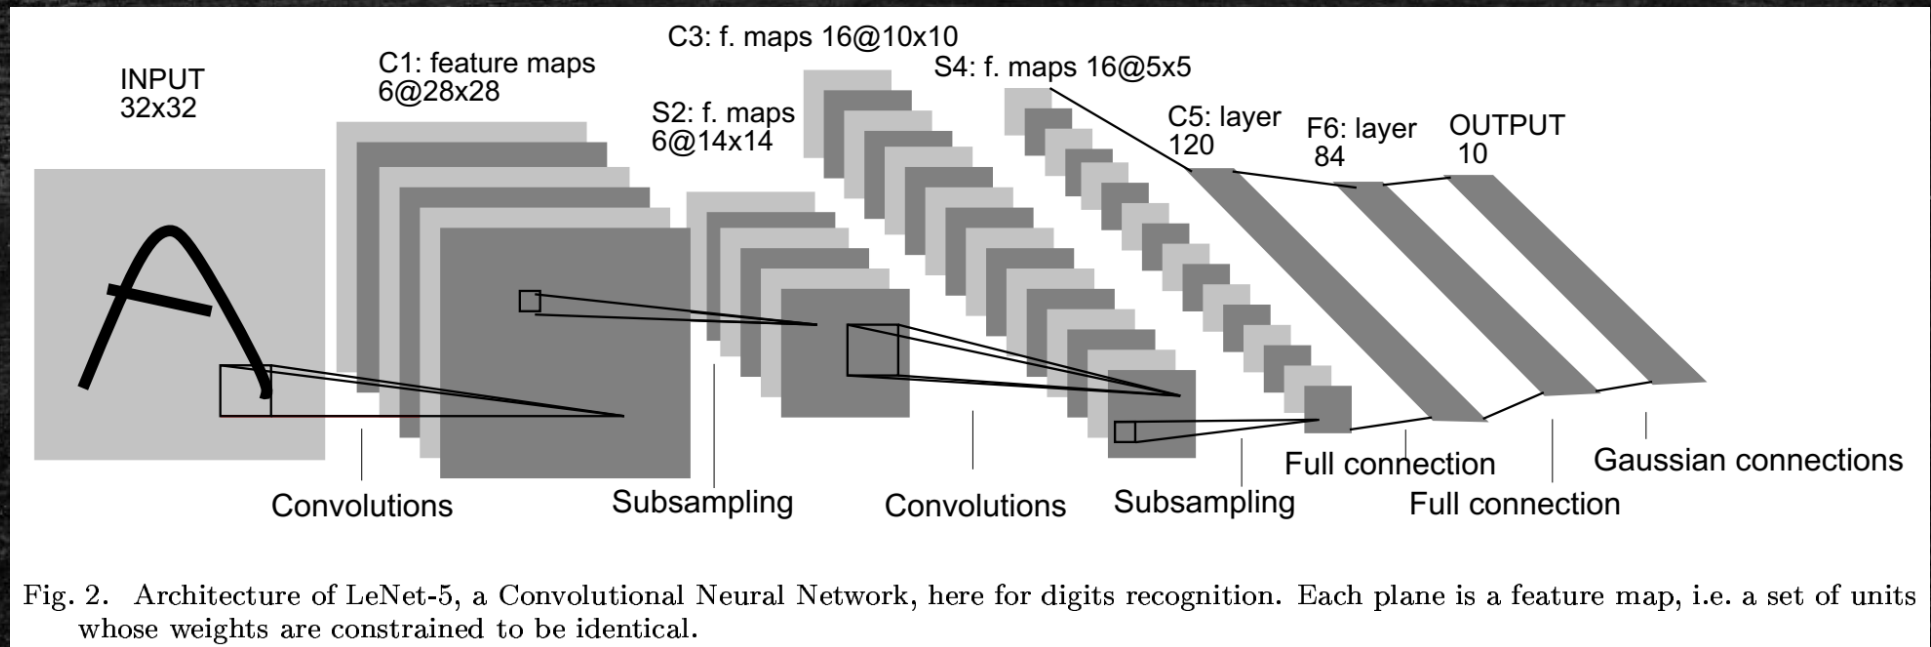 INPUT
32x32
C1: feature maps
6@28x28
S2: f. maps
6@14x14
C3: f. maps 16@10x10
S4: f. maps 16@5x5
C5: layer
120
F6: layer
84
OUTPUT
10
Convolutions
Subsampling
Convolutions
Subsampling
Full connection
Full connection
Gaussian connections
Fig. 2. Architecture of LeNet-5, a Convolutional Neural Network, here for digits recognition. Each plane is a feature map, i.e. a set of units
whose weights are constrained to be identical.